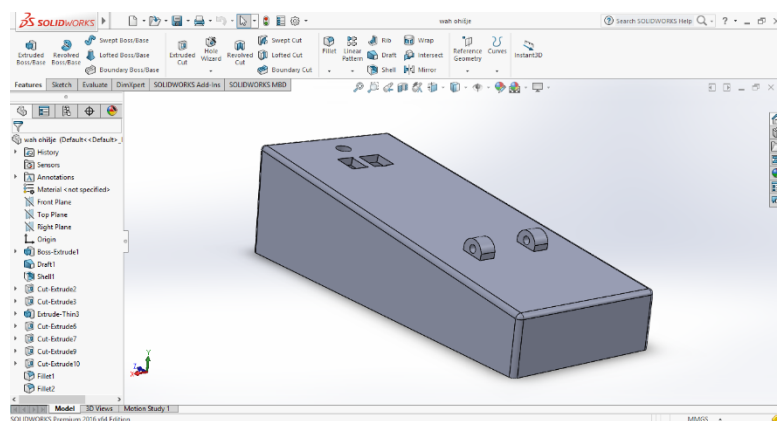 SOLIDWORKS
wah ohilje
Search SOLIDWORKS Help
Extruded Boss/Base
Revolved Boss/Base
Swept Boss/Base
Lofted Boss/Base
Boundary Boss/Base
Extruded Cut
Hole Wizard
Revolved Cut
Swept Cut
Lofted Cut
Boundary Cut
Fillet
Linear Pattern
Rib
Draft
Shell
Wrap
Intersect
Mirror
Reference Geometry
Curves
Instant3D
Features Sketch Evaluate DimXpert SOLIDWORKS Add-Ins SOLIDWORKS MBD
wah ohilje (Default<<Default>_
History
Sensors
Annotations
Material <not specified>
Front Plane
Top Plane
Right Plane
Origin
Boss-Extrude1
Draft1
Shell1
Cut-Extrude2
Cut-Extrude3
Extrude-Thin3
Cut-Extrude6
Cut-Extrude7
Cut-Extrude9
Cut-Extrude10
Fillet1
Fillet2
Y
Model 3D Views Motion Study 1
SOLIDWORKS Premium 2016 x64 Edition
MMGS